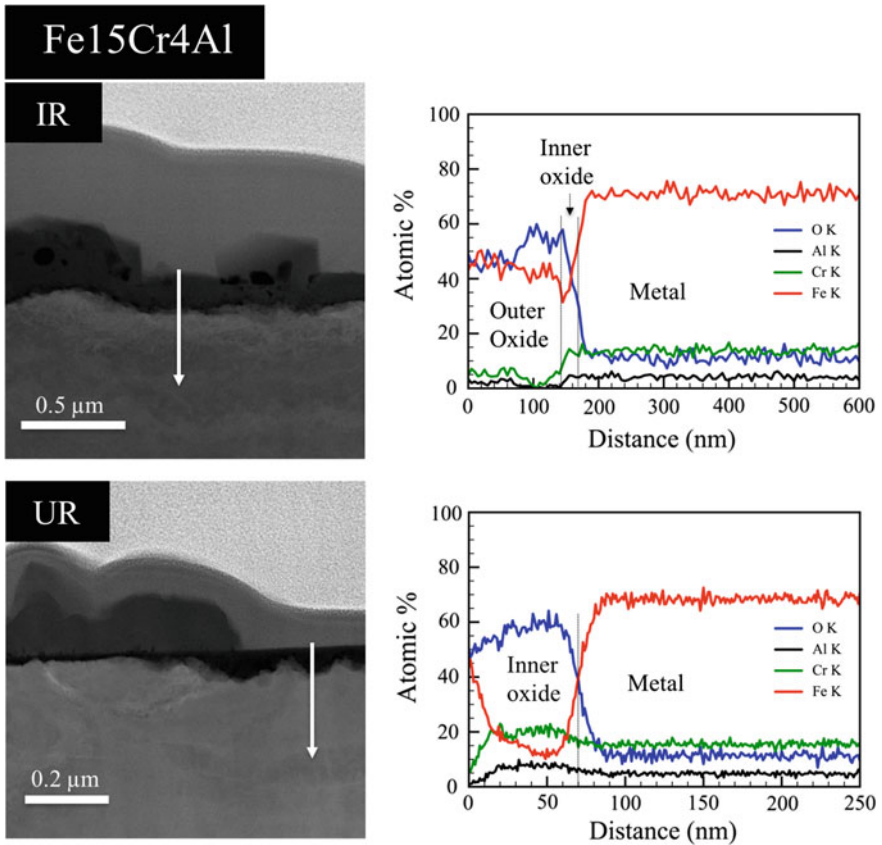 Fe15Cr4Al
IR
0.5 µm
Atomic %
100
80
60
40
20
0
Inner
oxide
Outer
Oxide
Metal
O K
Al K
Cr K
Fe K
0 100 200 300 400 500 600
Distance (nm)
UR
0.2 µm
Atomic %
100
80
60
40
20
0
Inner
oxide
Metal
O K
Al K
Cr K
Fe K
0 50 100 150 200 250
Distance (nm)